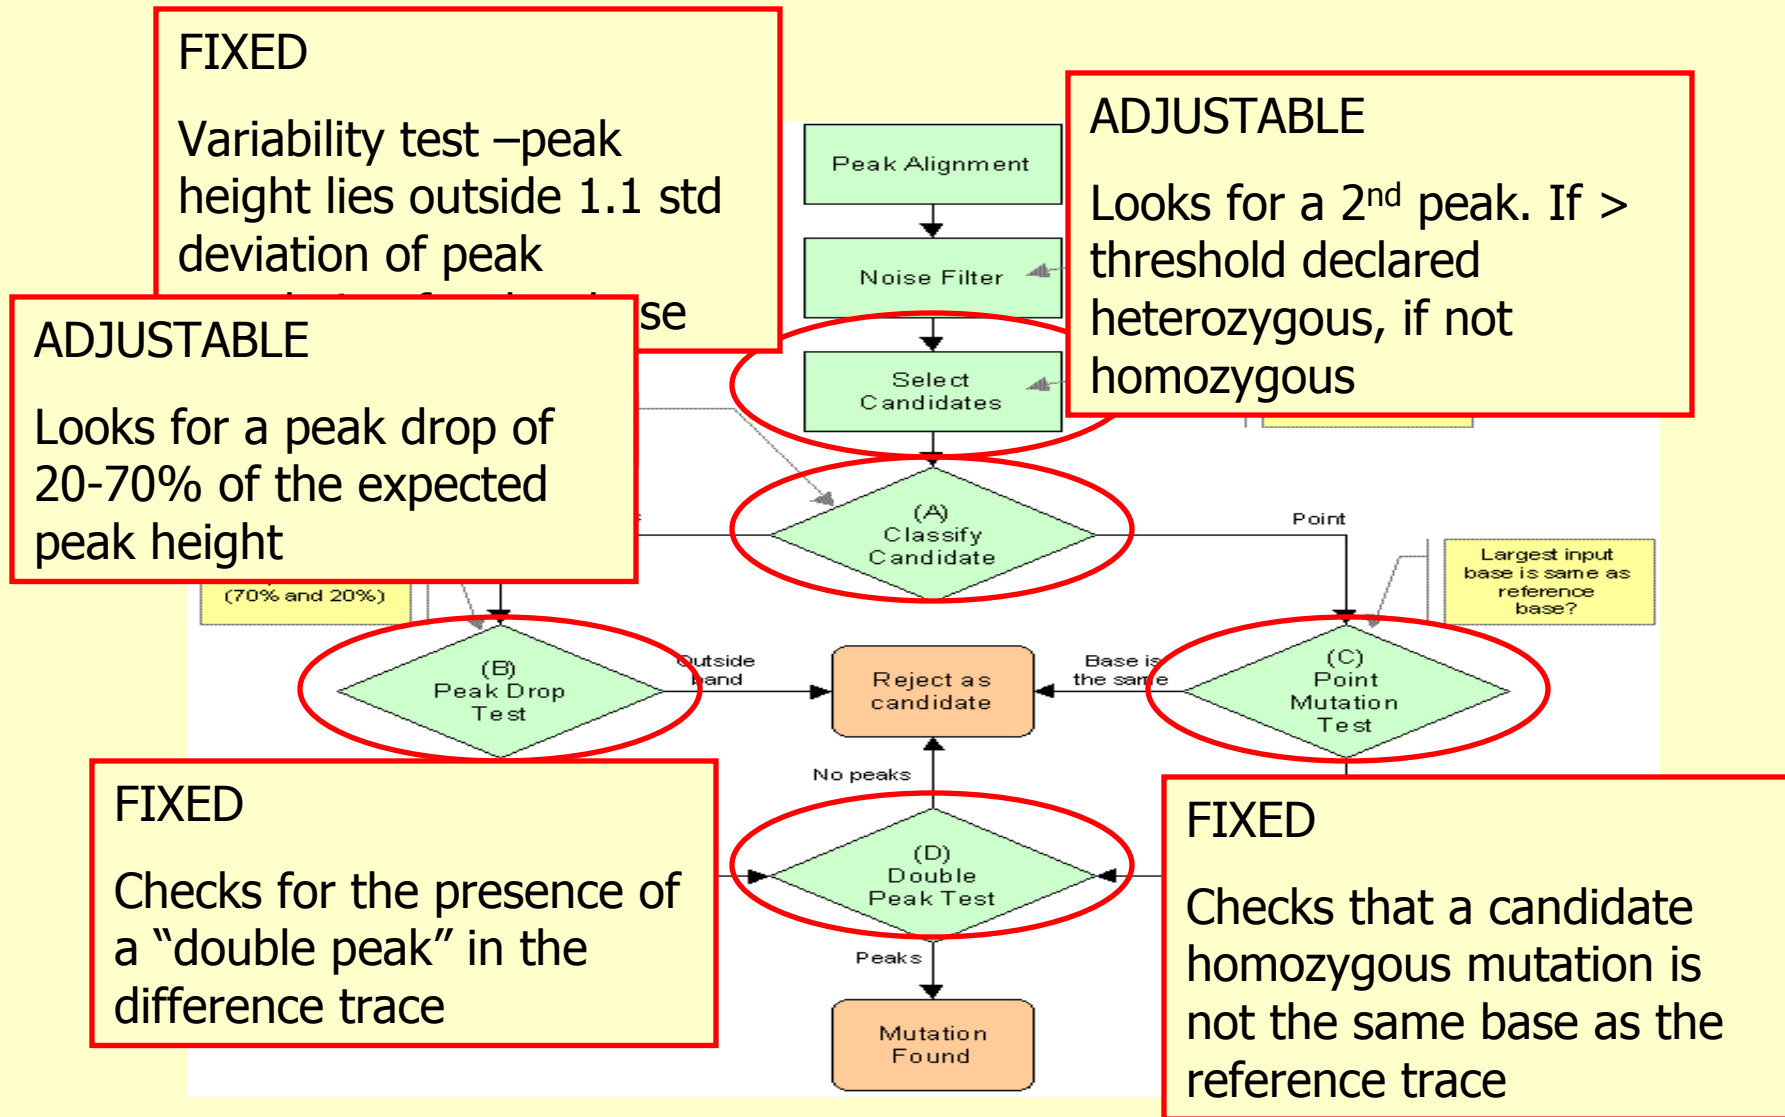 FIXED
Variability test –peak
height lies outside 1.1 std
deviation of peak
se
ADJUSTABLE
Looks for a 2nd peak. If >
threshold declared
heterozygous, if not
homozygous
ADJUSTABLE
Looks for a peak drop of
20-70% of the expected
peak height
Peak Alignment
Noise Filter
Select
Candidates
(A)
Classify
Candidate
Point
Largest input
base is same as
reference
base?
(70% and 20%)
(B)
Peak Drop
Test
Outside
band
Reject as
candidate
Base is
the same
(C)
Point
Mutation
Test
No peaks
FIXED
Checks for the presence of
a “double peak” in the
difference trace
(D)
Double
Peak Test
Peaks
Mutation
Found
FIXED
Checks that a candidate
homozygous mutation is
not the same base as the
reference trace